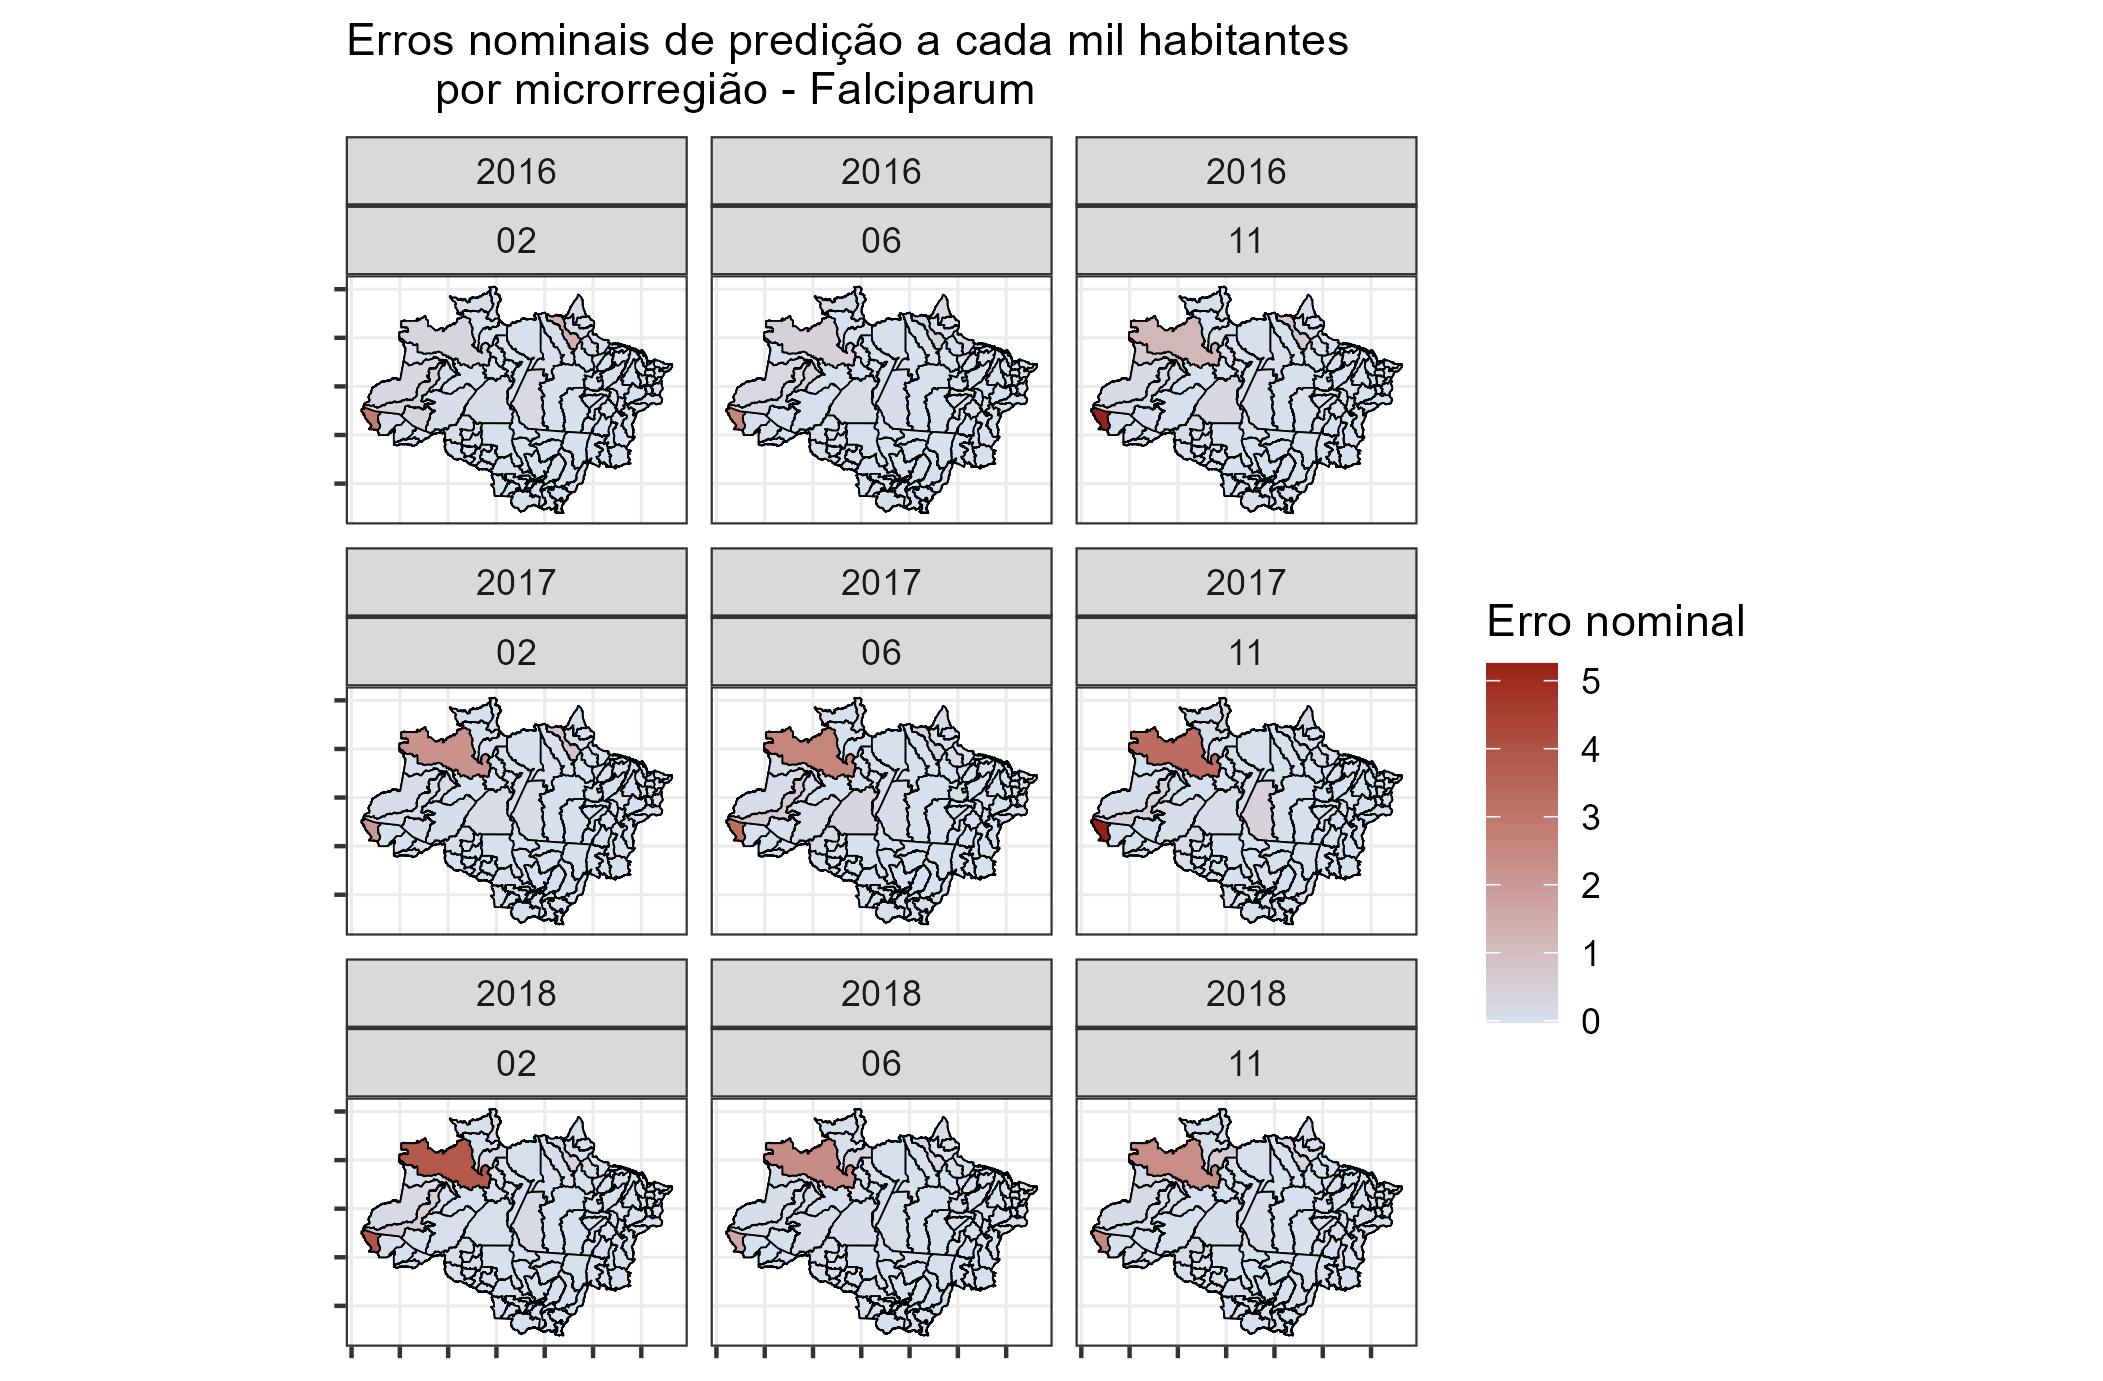 Erros nominais de predição a cada mil habitantes
por microrregião - Falciparum
2016 2016 2016
02 06 11
2017 2017 2017
02 06 11
Erro nominal
5
4
3
2
1
0
2018 2018 2018
02 06 11